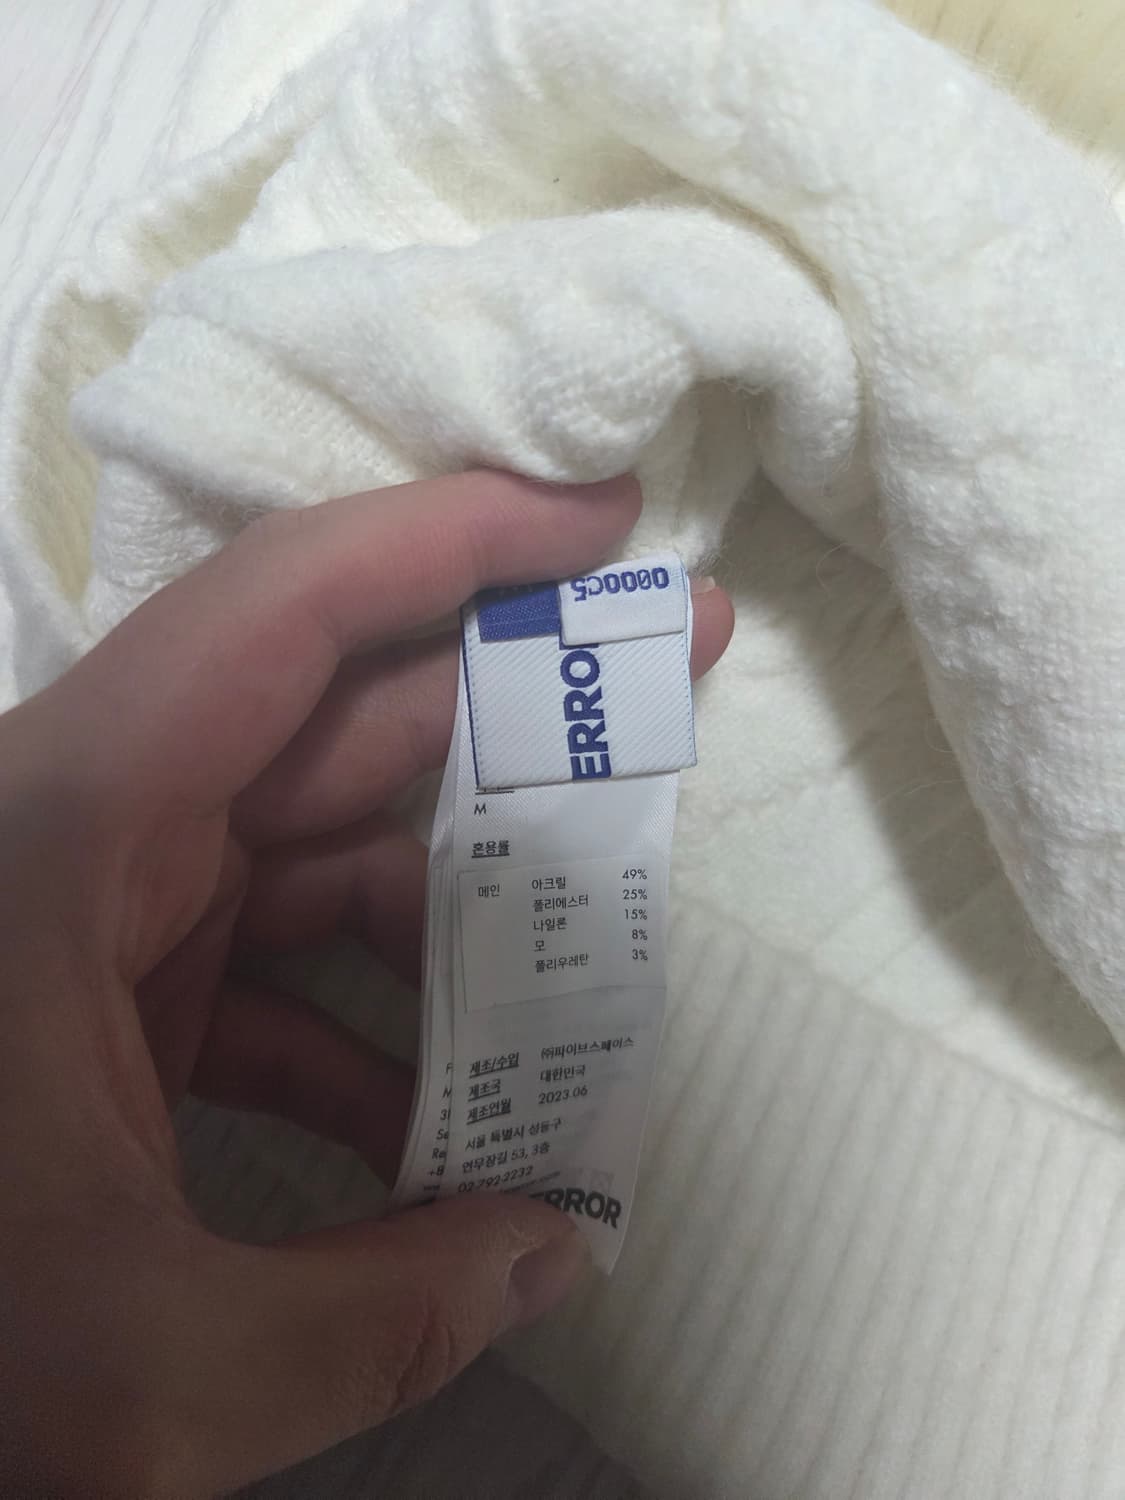 0000C5
ERROR
M
혼용률
메인 아크릴 49%
폴리에스터 25%
나일론 15%
모 8%
폴리우레탄 3%
제조/수입 ㈜파이브스페이스
제조국 대한민국
제조연월 2023.06
서울 특별시 성동구
연무장길 53, 3층
02-792-2232
ERROR